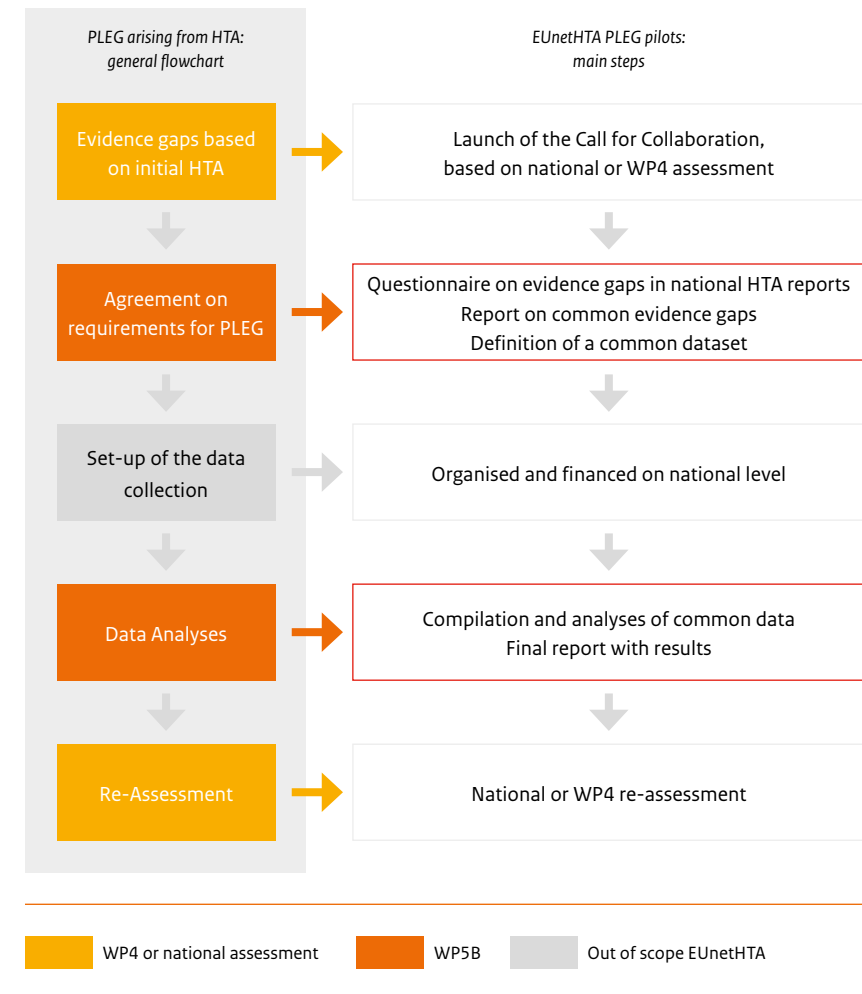 PLEG arising from HTA:
general flowchart
EUnetHTA PLEG pilots:
main steps
Evidence gaps based
on initial HTA
Launch of the Call for Collaboration,
based on national or WP4 assessment
Agreement on
requirements for PLEG
Questionnaire on evidence gaps in national HTA reports
Report on common evidence gaps
Definition of a common dataset
Set-up of the data
collection
Organised and financed on national level
Data Analyses
Compilation and analyses of common data
Final report with results
Re-Assessment
National or WP4 re-assessment
WP4 or national assessment
WP5B
Out of scope EUnetHTA